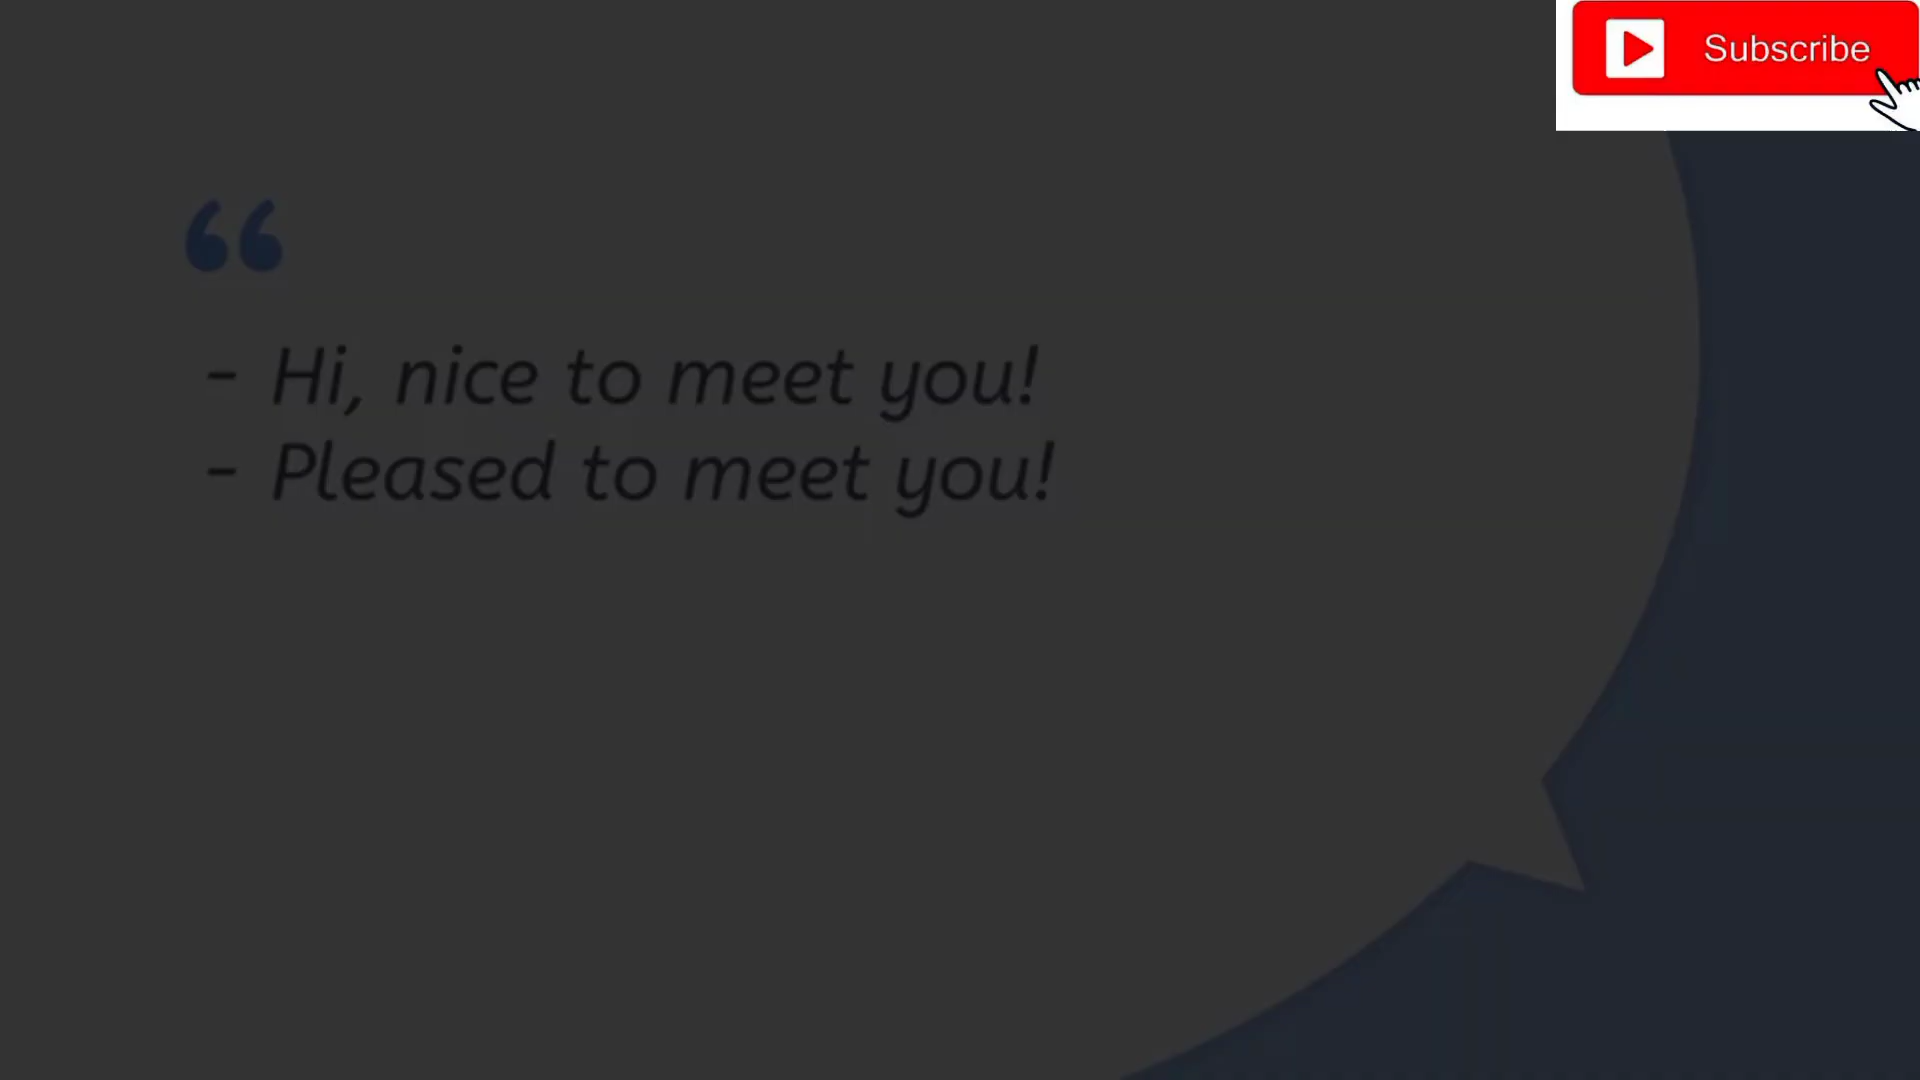 Subscribe
“
- Hi, nice to meet you!
- Pleased to meet you!